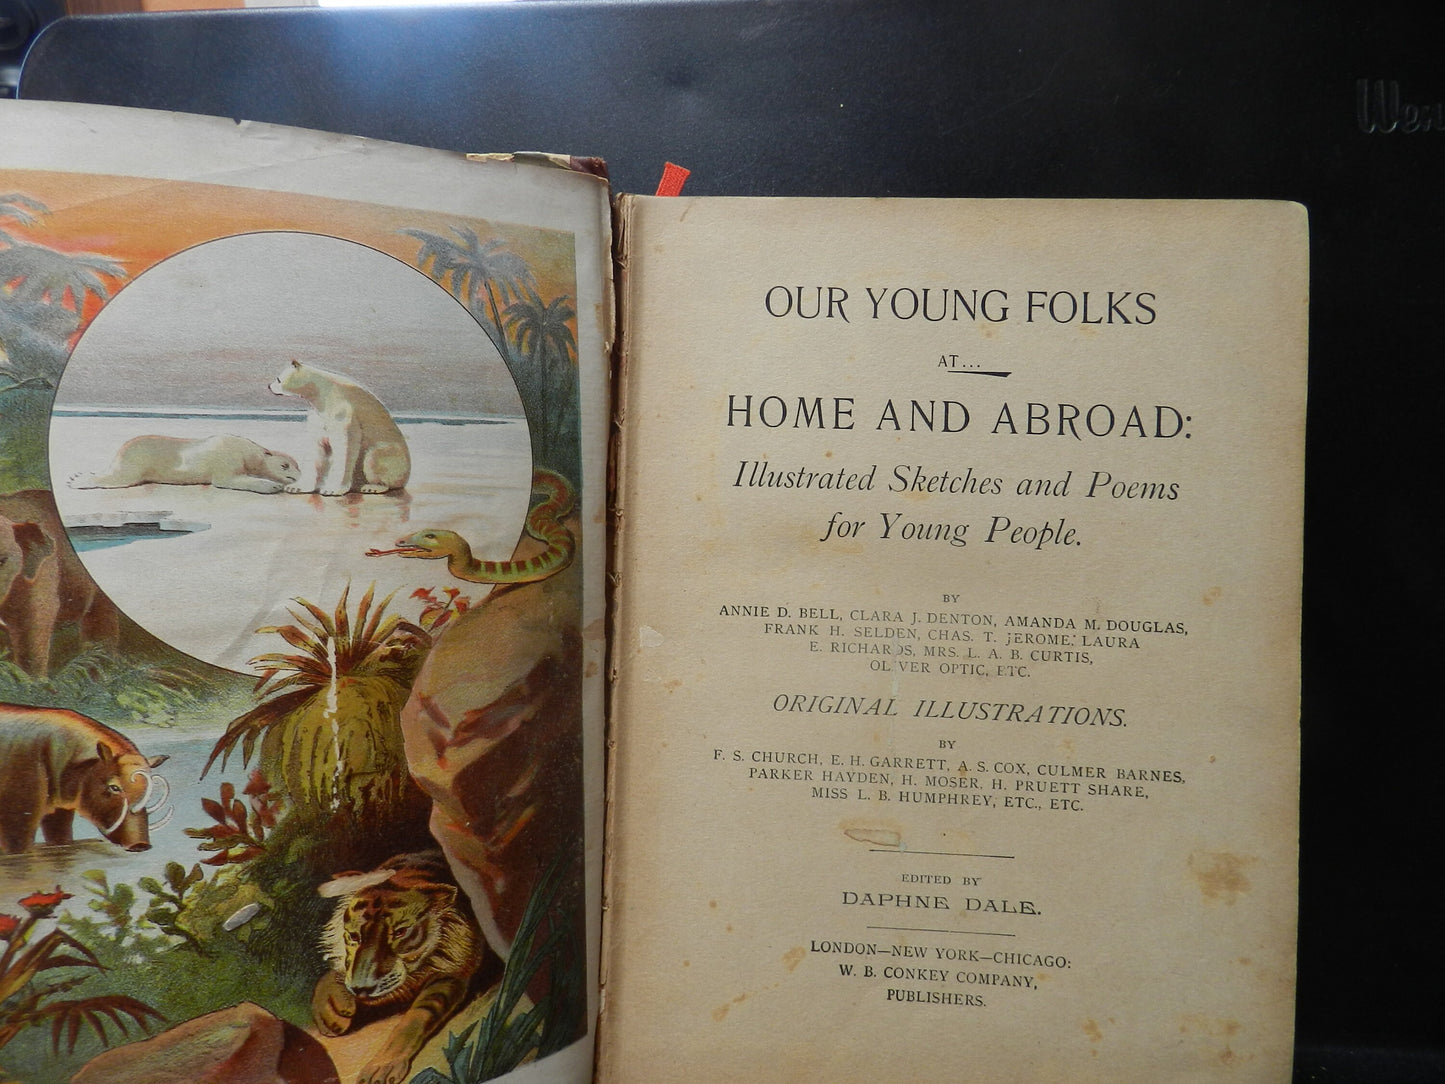 OUR YOUNG FOLKS
AT...
HOME AND ABROAD:
Illustrated Sketches and Poems
for Young People.
BY
ANNIE D. BELL, CLARA J. DENTON, AMANDA M. DOUGLAS,
FRANK H. SELDEN, CHAS. T. JEROME, LAURA
E. RICHARDS, MRS. L. A. B. CURTIS,
OLIVER OPTIC, ETC.
ORIGINAL ILLUSTRATIONS.
BY
F. S. CHURCH, E. H. GARRETT, A. S. COX, CULMER BARNES,
PARKER HAYDEN, H. MOSER, H. PRUETT SHARE,
MISS L. B. HUMPHREY, ETC., ETC.
EDITED BY
DAPHNE DALE.
LONDON—NEW YORK—CHICAGO:
W. B. CONKEY COMPANY,
PUBLISHERS.